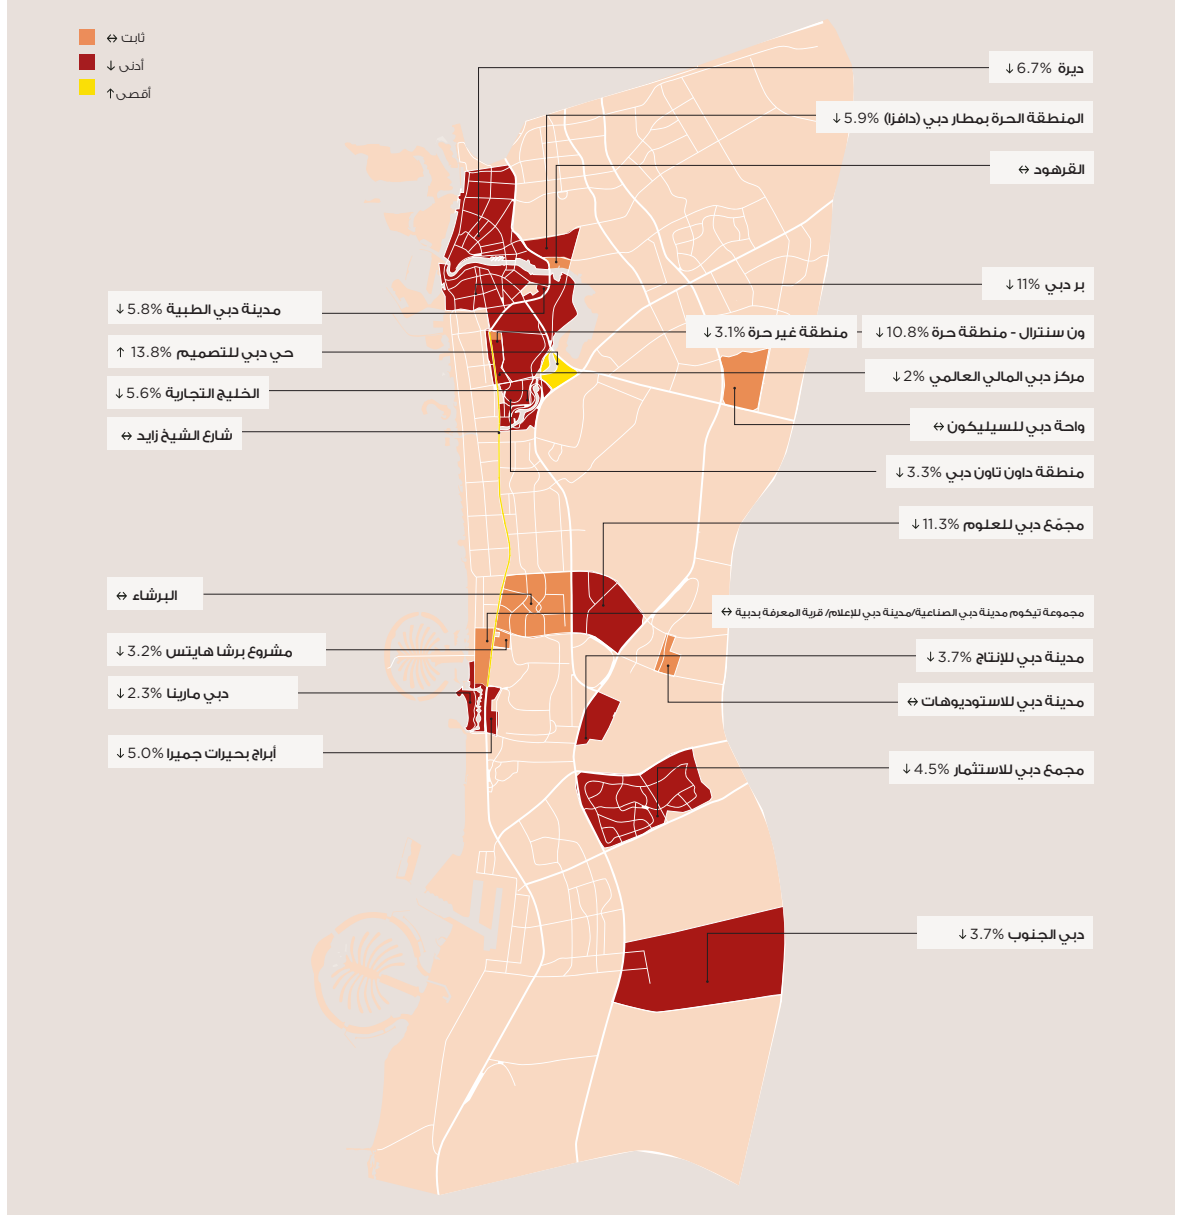 ثابت ↔
أدنى ↓
أقصى ↑
ديرة 6.7% ↓
المنطقة الحرة بمطار دبي (دافزا) 5.9% ↓
القرهود ↔
بر دبي 11% ↓
ون سنترال - منطقة حرة 10.8% ↓
منطقة غير حرة 3.1% ↓
مركز دبي المالي العالمي 2% ↓
واحة دبي للسيليكون ↔
منطقة داون تاون دبي 3.3% ↓
مجمّع دبي للعلوم 11.3% ↓
مجموعة تيكوم مدينة دبي الصناعية/مدينة دبي للإعلام/ قرية المعرفة بدبية ↔
مدينة دبي للإنتاج 3.7% ↓
مدينة دبي للاستوديوهات ↔
مجمع دبي للاستثمار 4.5% ↓
دبي الجنوب 3.7% ↓
مدينة دبي الطبية 5.8% ↓
حي دبي للتصميم 13.8% ↑
الخليج التجارية 5.6% ↓
شارع الشيخ زايد ↔
البرشاء ↔
مشروع برشا هايتس 3.2% ↓
دبي مارينا 2.3% ↓
أبراج بحيرات جميرا 5.0% ↓